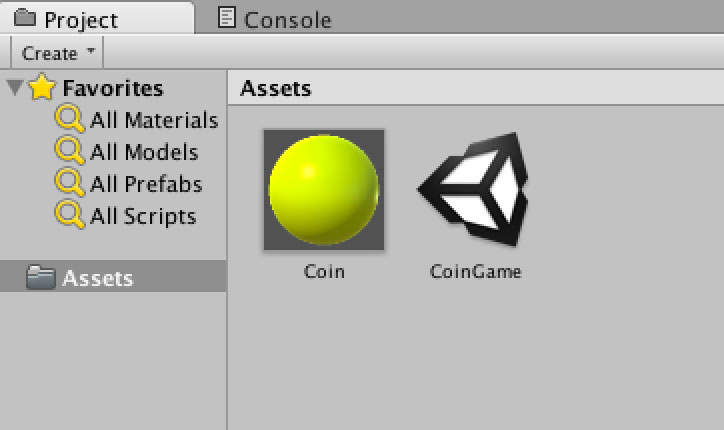 Project
Console
Create
Favorites
All Materials
All Models
All Prefabs
All Scripts
Assets
Assets
Coin
CoinGame